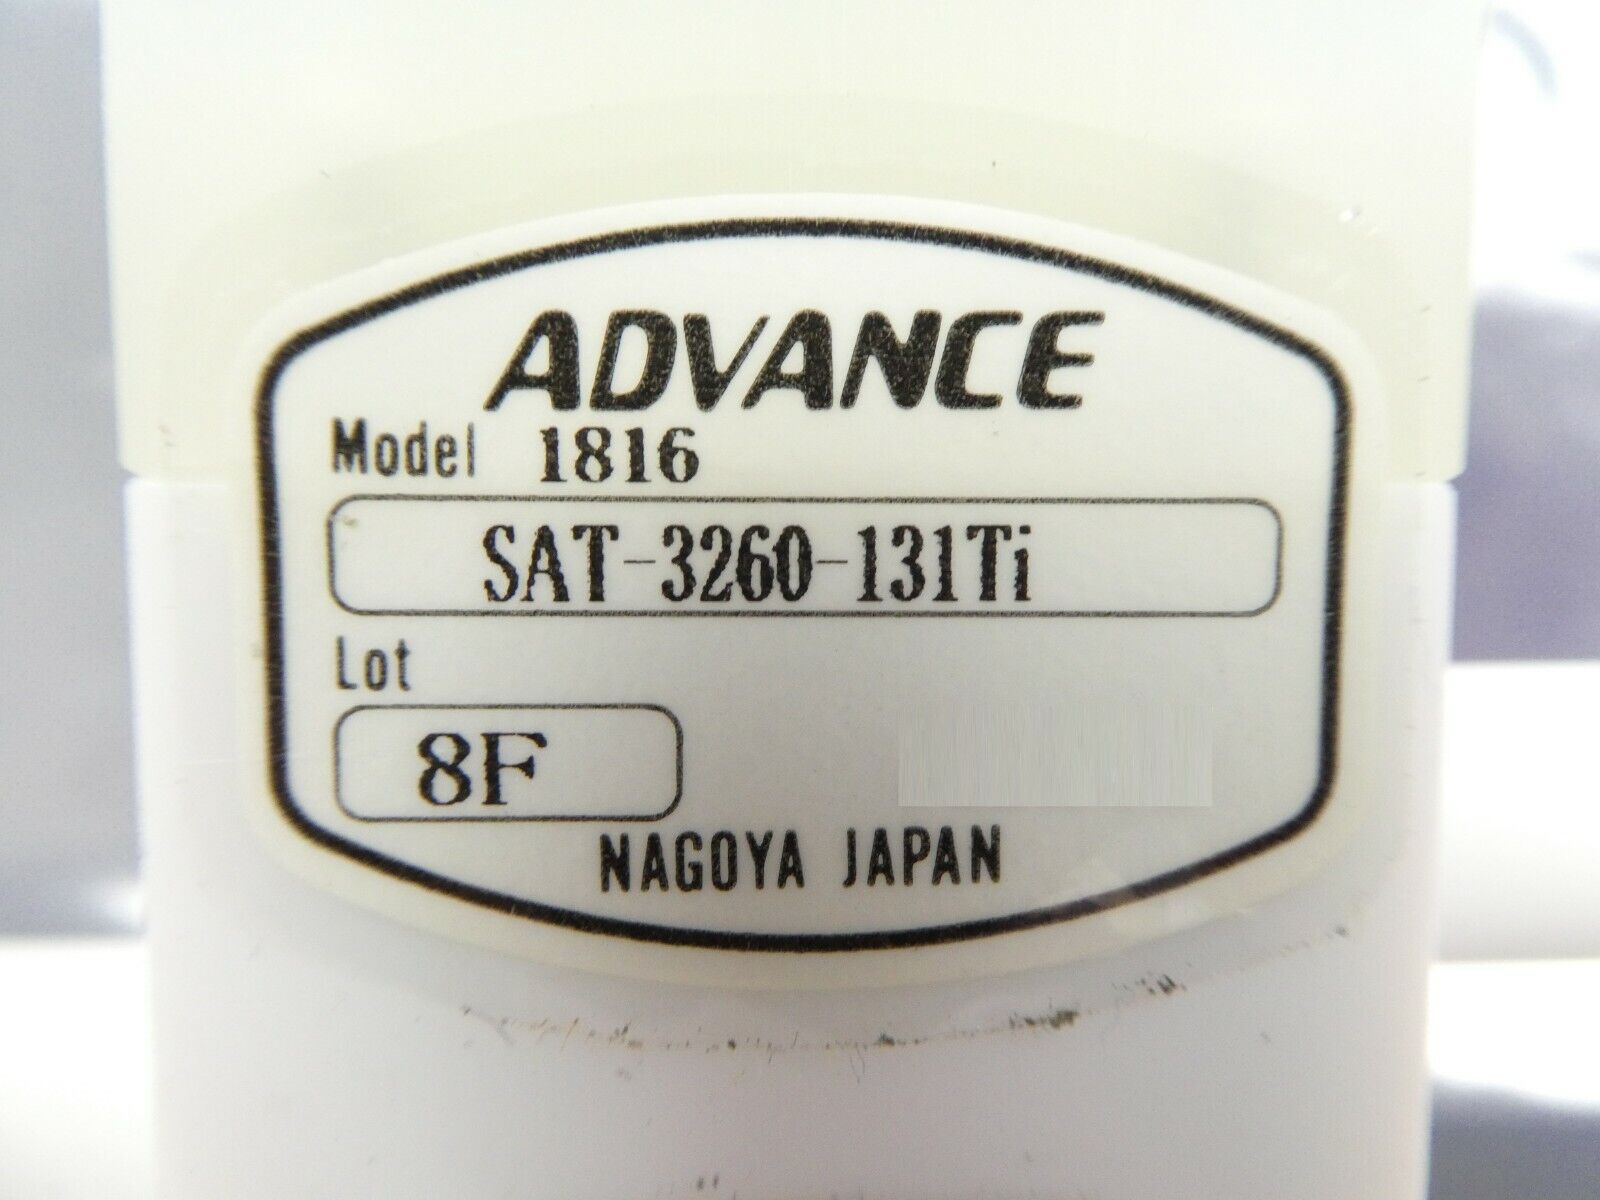 ADVANCE
Model 1816
SAT-3260-131Ti
Lot
8F
NAGOYA JAPAN